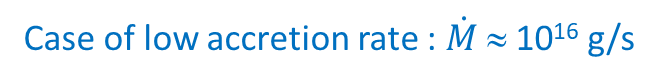 Case of low accretion rate : Ṁ ≈ 10¹⁶ g/s